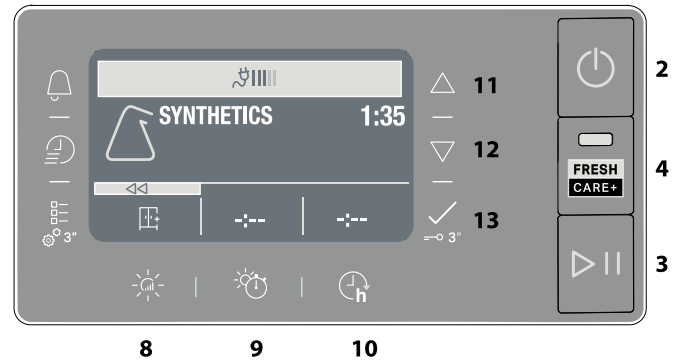 2
11
SYNTHETICS 1:35
12
4
FRESH
CARE+
-:-- -:--
3” 13 3”
3
h
8 9 10